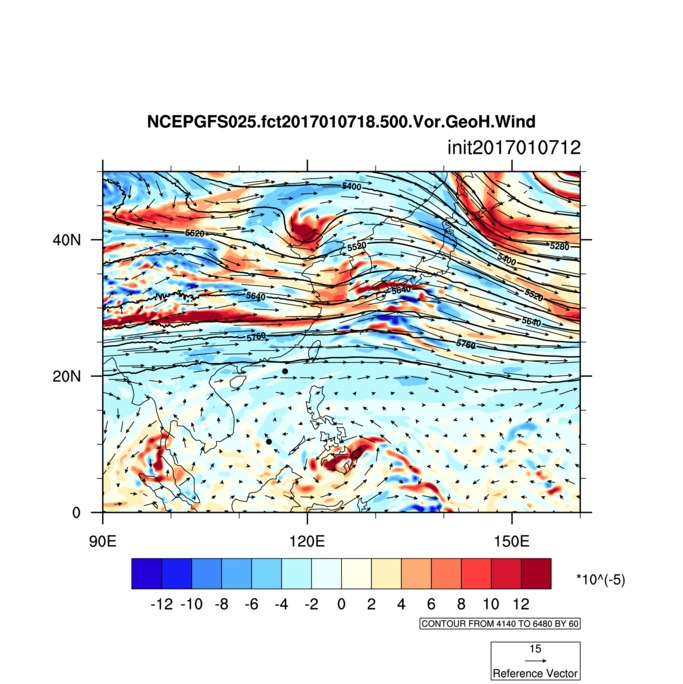 NCEPGFS025.fct2017010718.500.Vor.GeoH.Wind
init2017010712
5400
40N
5520
5520
5280
5400
5640
5640
5520
5640
5760
5760
20N
0
90E 120E 150E
-12 -10 -8 -6 -4 -2 0 2 4 6 8 10 12
*10^(-5)
CONTOUR FROM 4140 TO 6480 BY 60
15
Reference Vector